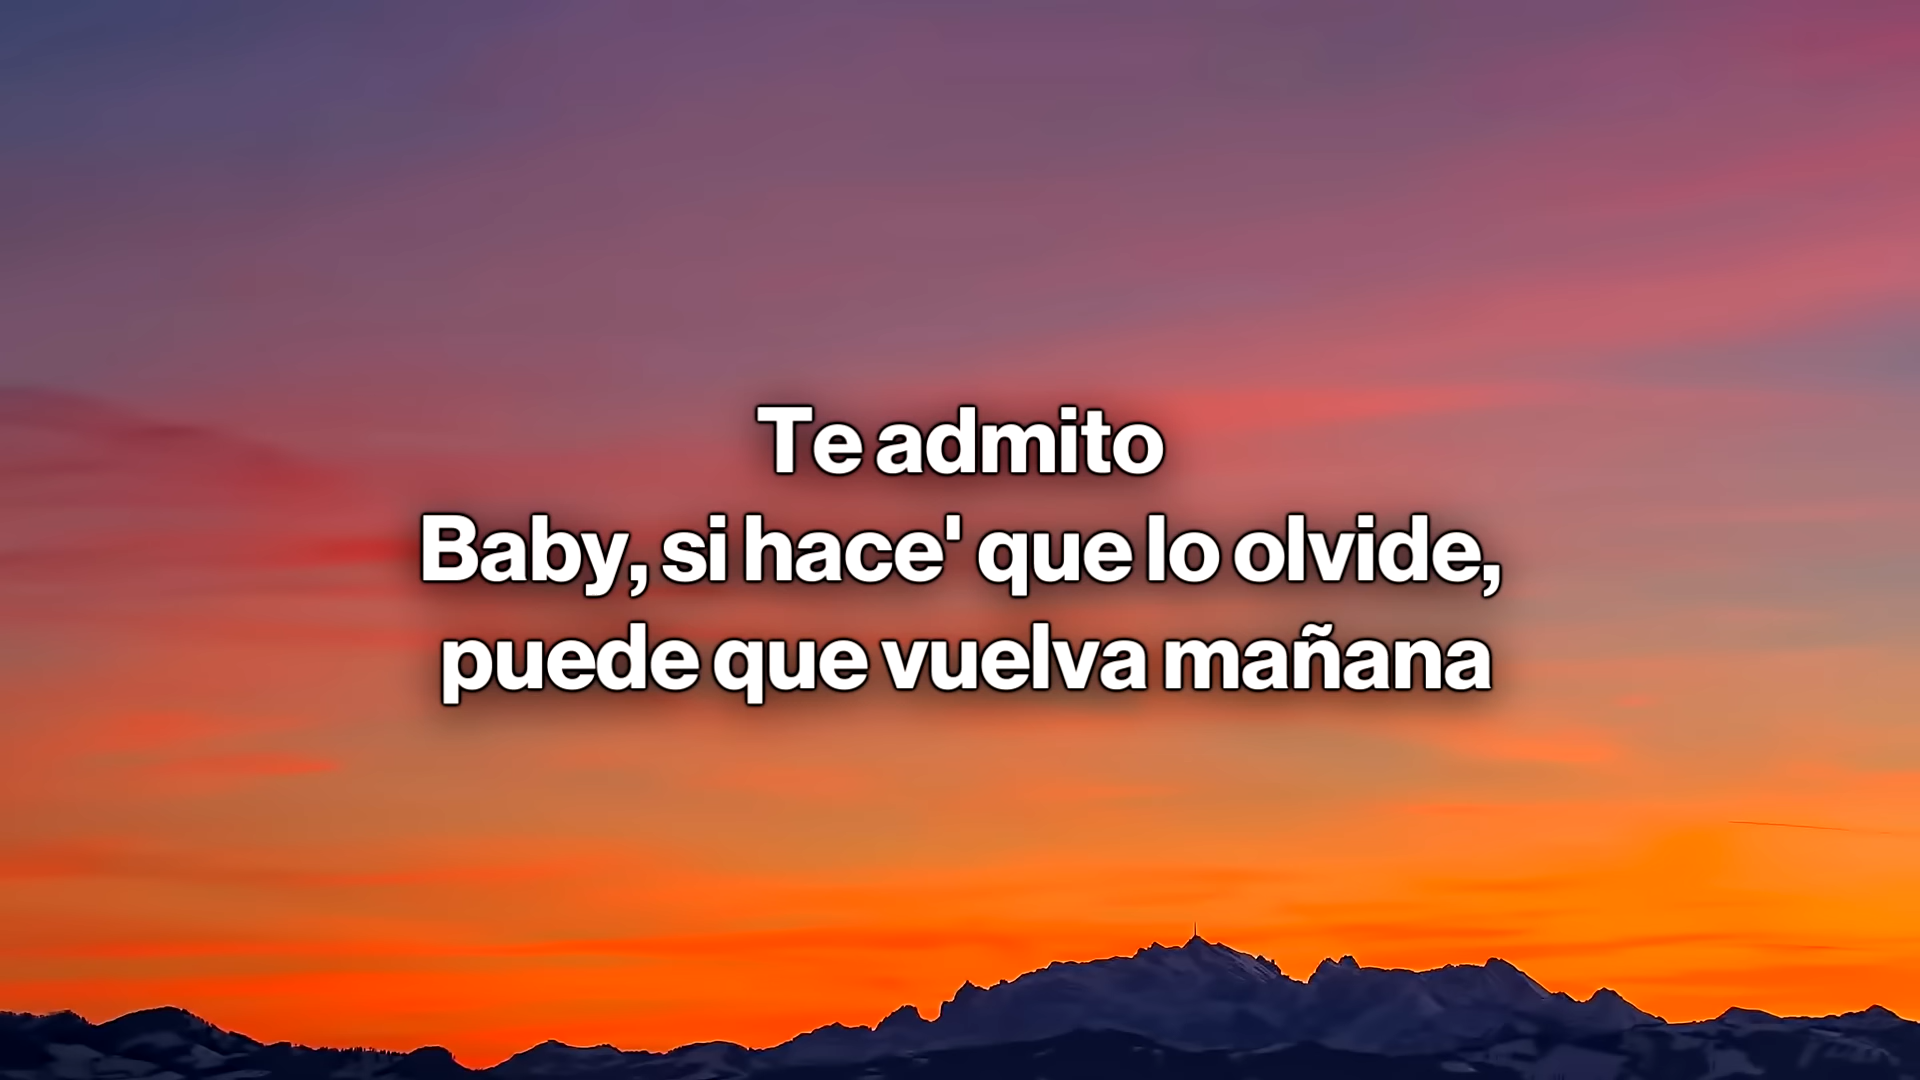 Te admito
Baby, si hace' que lo olvide,
puede que vuelva mañana